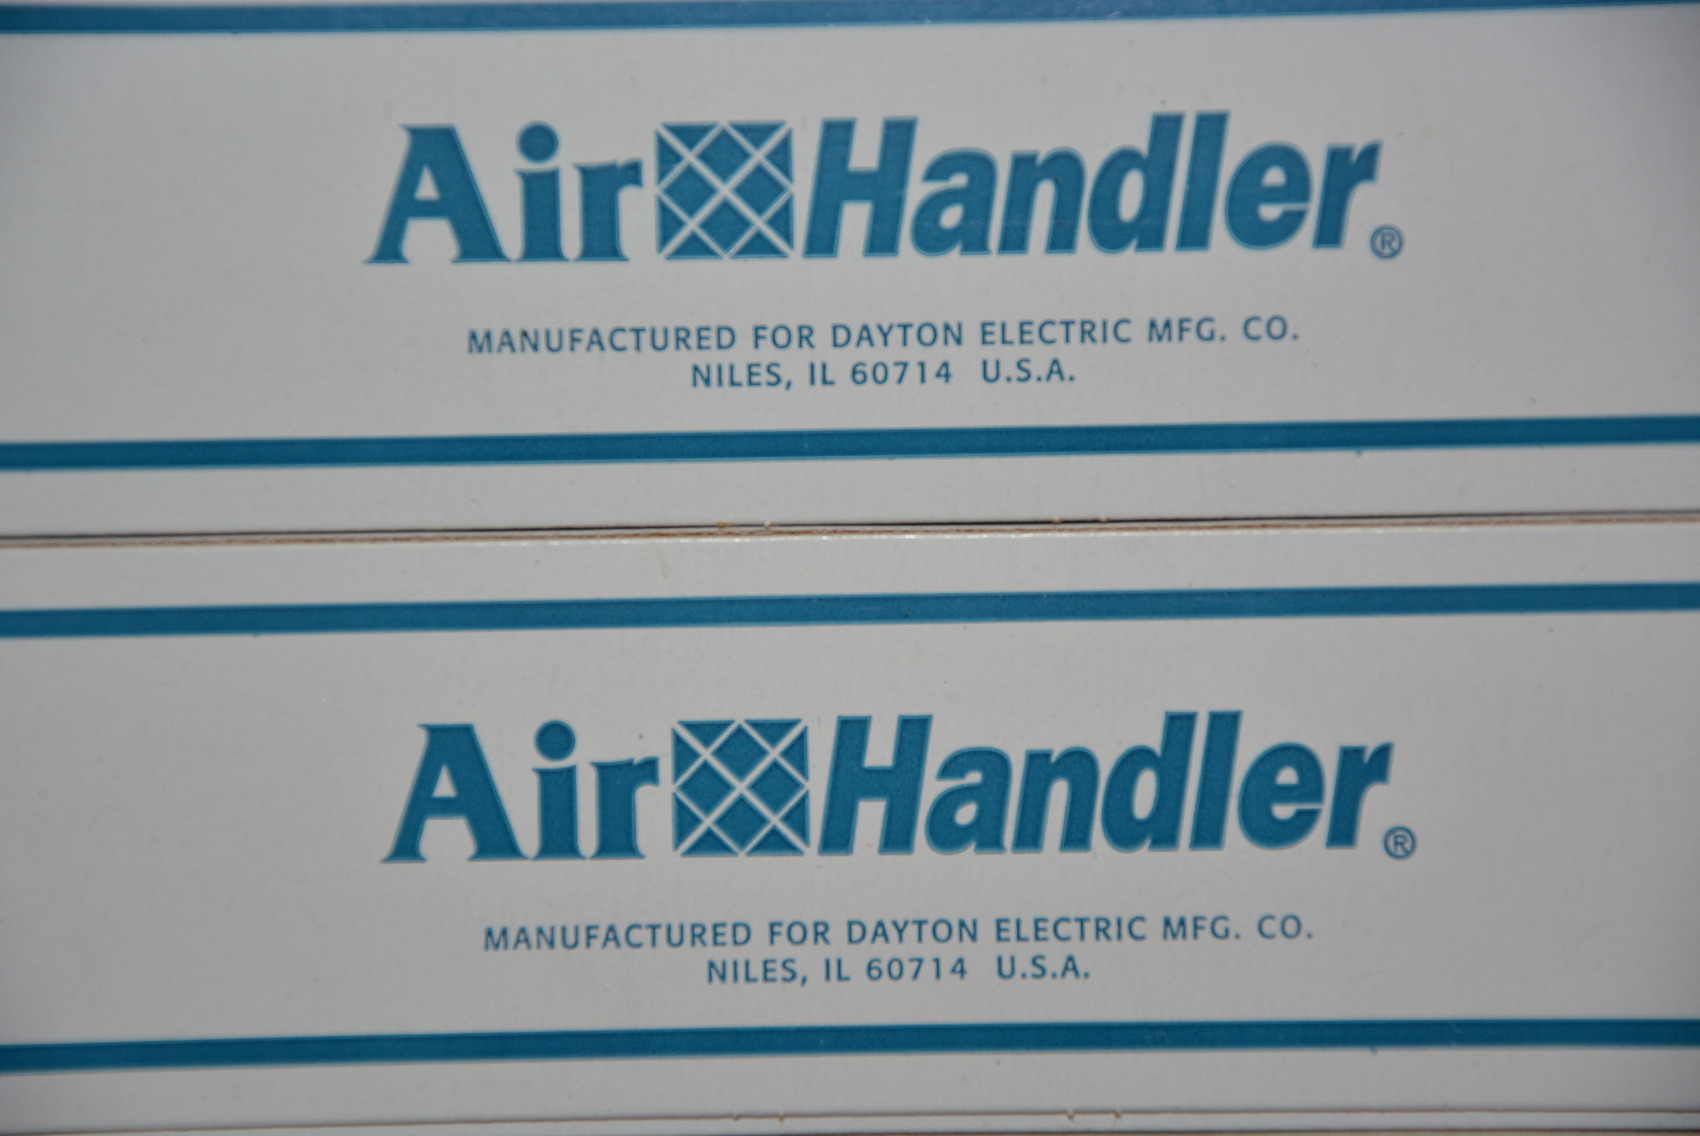 Air Handler®
MANUFACTURED FOR DAYTON ELECTRIC MFG. CO.
NILES, IL 60714 U.S.A.
Air Handler®
MANUFACTURED FOR DAYTON ELECTRIC MFG. CO.
NILES, IL 60714 U.S.A.